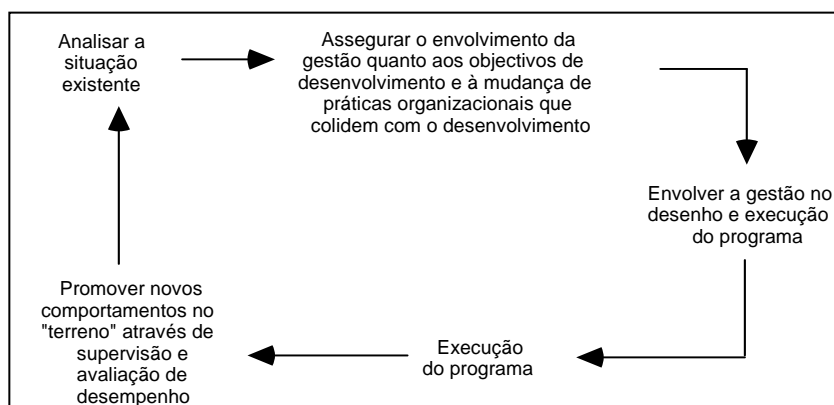 Analisar a
situação
existente
Assegurar o envolvimento da
gestão quanto aos objectivos de
desenvolvimento e à mudança de
práticas organizacionais que
colidem com o desenvolvimento
Envolver a gestão no
desenho e execução
do programa
Execução
do programa
Promover novos
comportamentos no
"terreno" através de
supervisão e
avaliação de
desempenho